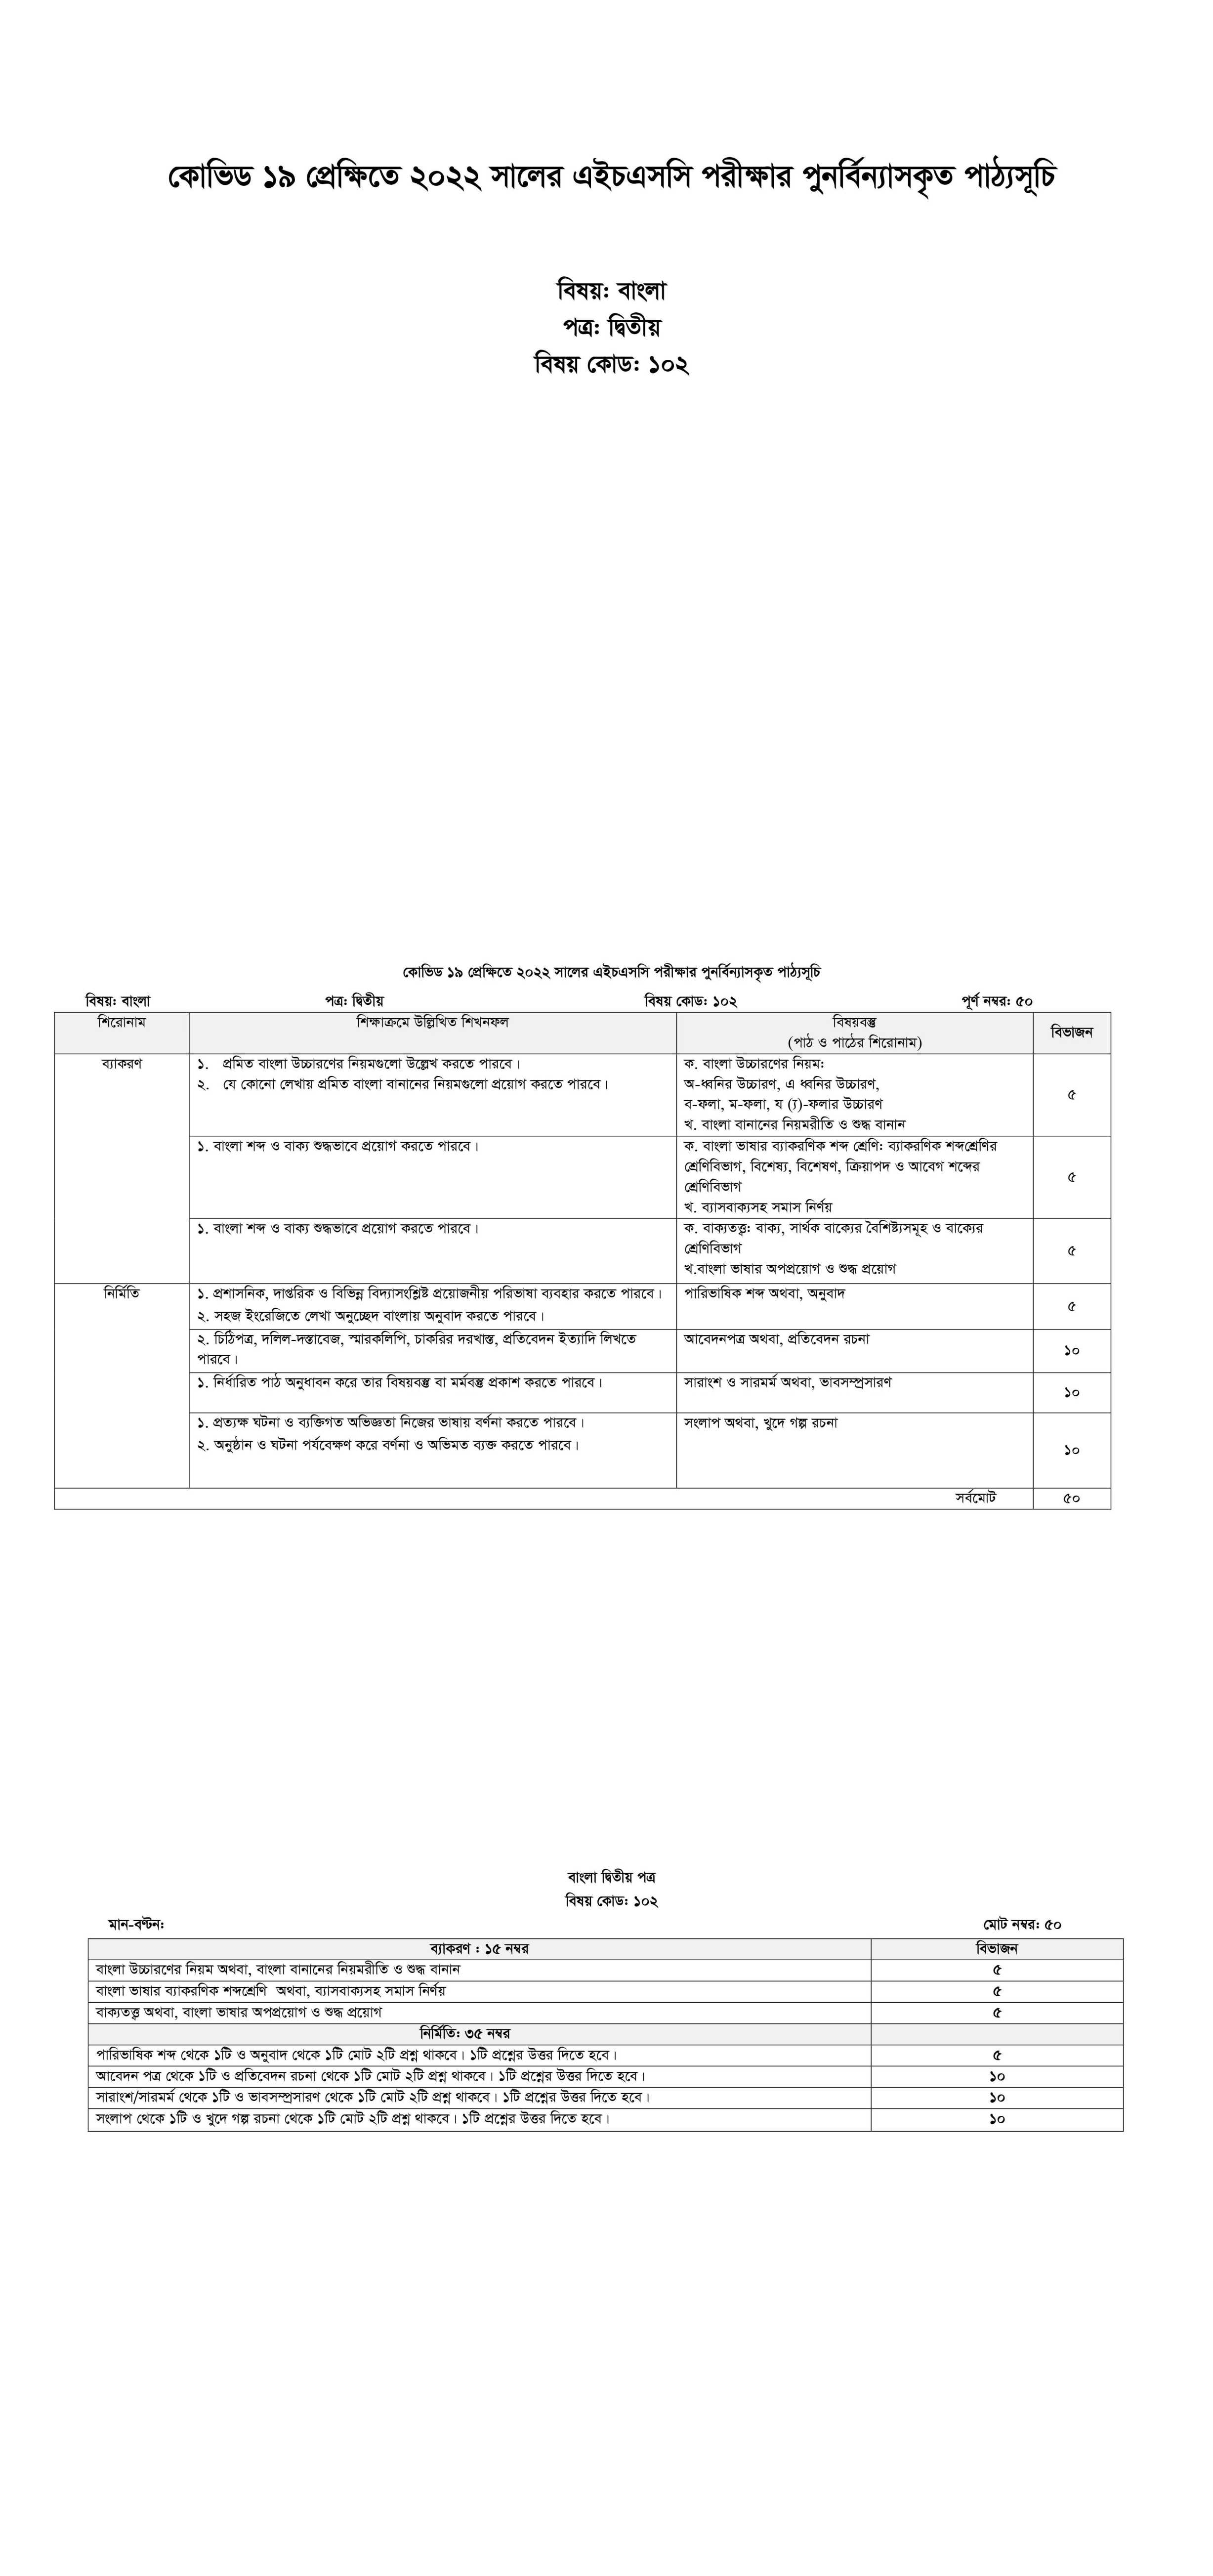 কোভিড ১৯ প্রেক্ষিতে ২০২২ সালের এইচএসসি পরীক্ষার পুনর্বিন্যাসকৃত পাঠ্যসূচি
বিষয়: বাংলা
পত্র: দ্বিতীয়
বিষয় কোড: ১০২
কোভিড ১৯ প্রেক্ষিতে ২০২২ সালের এইচএসসি পরীক্ষার পুনর্বিন্যাসকৃত পাঠ্যসূচি
বিষয়: বাংলা পত্র: দ্বিতীয় বিষয় কোড: ১০২ পূর্ণ নম্বর: ৫০
শিরোনাম
শিক্ষাক্রমে উল্লিখিত শিখনফল
বিষয়বস্তু
(পাঠ ও পাঠের শিরোনাম)
বিভাজন
ব্যাকরণ
১. প্রমিত বাংলা উচ্চারণের নিয়মগুলো উল্লেখ করতে পারবে।
২. যে কোনো লেখায় প্রমিত বাংলা বানানের নিয়মগুলো প্রয়োগ করতে পারবে।
ক. বাংলা উচ্চারণের নিয়ম:
অ-ধ্বনির উচ্চারণ, এ ধ্বনির উচ্চারণ,
ব-ফলা, ম-ফলা, য (্য)-ফলার উচ্চারণ
খ. বাংলা বানানের নিয়মরীতি ও শুদ্ধ বানান
৫
১. বাংলা শব্দ ও বাক্য শুদ্ধভাবে প্রয়োগ করতে পারবে।
ক. বাংলা ভাষার ব্যাকরণিক শব্দ শ্রেণি: ব্যাকরণিক শব্দশ্রেণির
শ্রেণিবিভাগ, বিশেষ্য, বিশেষণ, ক্রিয়াপদ ও আবেগ শব্দের
শ্রেণিবিভাগ
খ. ব্যাসবাক্যসহ সমাস নির্ণয়
৫
১. বাংলা শব্দ ও বাক্য শুদ্ধভাবে প্রয়োগ করতে পারবে।
ক. বাক্যতত্ত্ব: বাক্য, সার্থক বাক্যের বৈশিষ্ট্যসমূহ ও বাক্যের
শ্রেণিবিভাগ
খ.বাংলা ভাষার অপপ্রয়োগ ও শুদ্ধ প্রয়োগ
৫
নির্মিতি
১. প্রশাসনিক, দাপ্তরিক ও বিভিন্ন বিদ্যাসংশ্লিষ্ট প্রয়োজনীয় পরিভাষা ব্যবহার করতে পারবে।
২. সহজ ইংরেজিতে লেখা অনুচ্ছেদ বাংলায় অনুবাদ করতে পারবে।
পারিভাষিক শব্দ অথবা, অনুবাদ
৫
২. চিঠিপত্র, দলিল-দস্তাবেজ, স্মারকলিপি, চাকরির দরখাস্ত, প্রতিবেদন ইত্যাদি লিখতে
পারবে।
আবেদনপত্র অথবা, প্রতিবেদন রচনা
১০
১. নির্ধারিত পাঠ অনুধাবন করে তার বিষয়বস্তু বা মর্মবস্তু প্রকাশ করতে পারবে।
সারাংশ ও সারমর্ম অথবা, ভাবসম্প্রসারণ
১০
১. প্রত্যক্ষ ঘটনা ও ব্যক্তিগত অভিজ্ঞতা নিজের ভাষায় বর্ণনা করতে পারবে।
২. অনুষ্ঠান ও ঘটনা পর্যবেক্ষণ করে বর্ণনা ও অভিমত ব্যক্ত করতে পারবে।
সংলাপ অথবা, খুদে গল্প রচনা
১০
সর্বমোট ৫০
বাংলা দ্বিতীয় পত্র
বিষয় কোড: ১০২
মান-বণ্টন: মোট নম্বর: ৫০
ব্যাকরণ : ১৫ নম্বর বিভাজন
বাংলা উচ্চারণের নিয়ম অথবা, বাংলা বানানের নিয়মরীতি ও শুদ্ধ বানান ৫
বাংলা ভাষার ব্যাকরণিক শব্দশ্রেণি অথবা, ব্যাসবাক্যসহ সমাস নির্ণয় ৫
বাক্যতত্ত্ব অথবা, বাংলা ভাষার অপপ্রয়োগ ও শুদ্ধ প্রয়োগ ৫
নির্মিতি: ৩৫ নম্বর
পারিভাষিক শব্দ থেকে ১টি ও অনুবাদ থেকে ১টি মোট ২টি প্রশ্ন থাকবে। ১টি প্রশ্নের উত্তর দিতে হবে। ৫
আবেদন পত্র থেকে ১টি ও প্রতিবেদন রচনা থেকে ১টি মোট ২টি প্রশ্ন থাকবে। ১টি প্রশ্নের উত্তর দিতে হবে। ১০
সারাংশ/সারমর্ম থেকে ১টি ও ভাবসম্প্রসারণ থেকে ১টি মোট ২টি প্রশ্ন থাকবে। ১টি প্রশ্নের উত্তর দিতে হবে। ১০
সংলাপ থেকে ১টি ও খুদে গল্প রচনা থেকে ১টি মোট ২টি প্রশ্ন থাকবে। ১টি প্রশ্নের উত্তর দিতে হবে। ১০